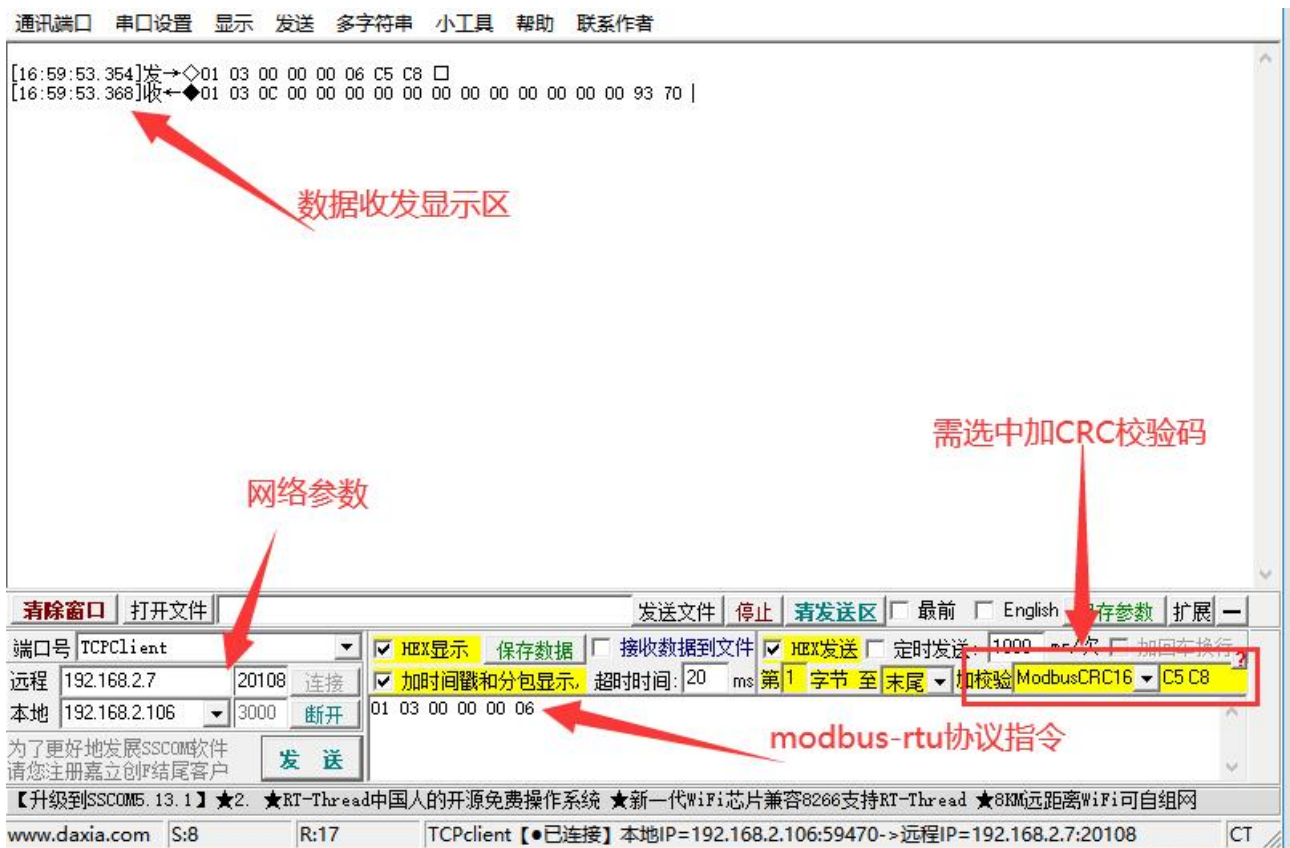 通讯端口 串口设置 显示 发送 多字符串 小工具 帮助 联系作者
[16:59:53.354]发→◇01 03 00 00 00 06 C5 C8 □
[16:59:53.368]收←◆01 03 0C 00 00 00 00 00 00 00 00 00 00 00 00 93 70
数据收发显示区
需选中加CRC校验码
网络参数
清除窗口 打开文件 发送文件 停止 清发送区 最前 English 存参数 扩展 —
端口号 TCPClient HEX显示 保存数据 接收数据到文件 HEX发送 定时发送: 1000 ms/次 加回车换行
远程 192.168.2.7 20108 连接 加时间戳和分包显示, 超时时间: 20 ms 第 1 字节 至 末尾 加校验 ModbusCRC16 C5 C8 ?
本地 192.168.2.106 3000 断开 01 03 00 00 00 06
modbus-rtu协议指令
为了更好地发展SSCOM软件
请您注册嘉立创F结尾客户
发 送
【升级到SSCOM5.13.1】★2. ★RT-Thread中国人的开源免费操作系统 ★新一代WiFi芯片兼容8266支持RT-Thread ★8KM远距离WiFi可自组网
www.daxia.com S:8 R:17 TCPclient【●已连接】本地IP=192.168.2.106:59470->远程IP=192.168.2.7:20108 CT